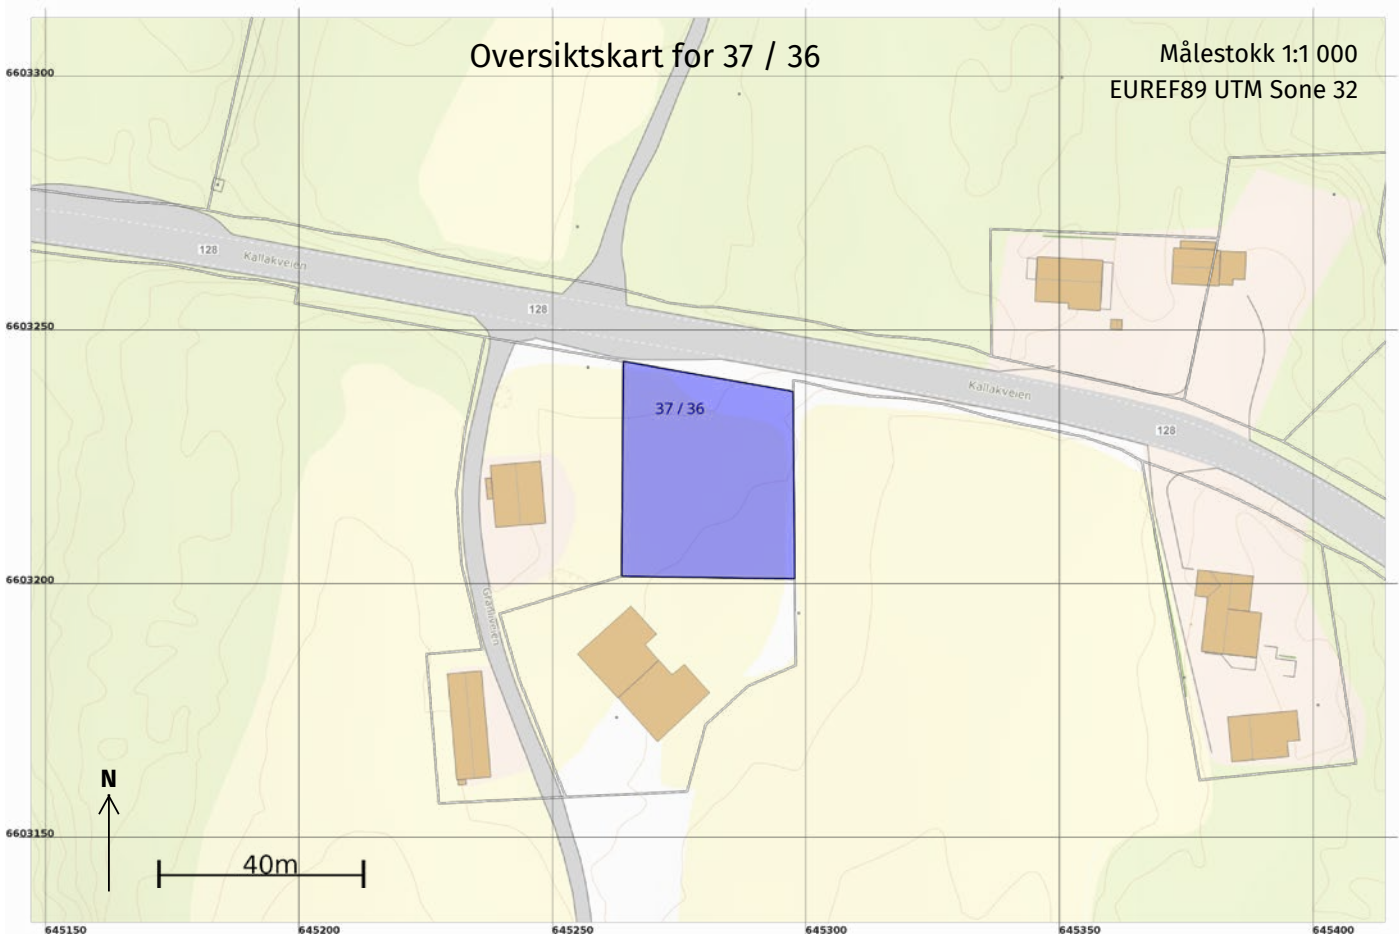 Oversiktskart for 37 / 36
Målestokk 1:1 000
EUREF89 UTM Sone 32
6603300
128
Kallakveien
128
6603250
Kallakveien
37 / 36
128
6603200
Grafliveien
N
6603150
40m
645150
645200
645250
645300
645350
645400